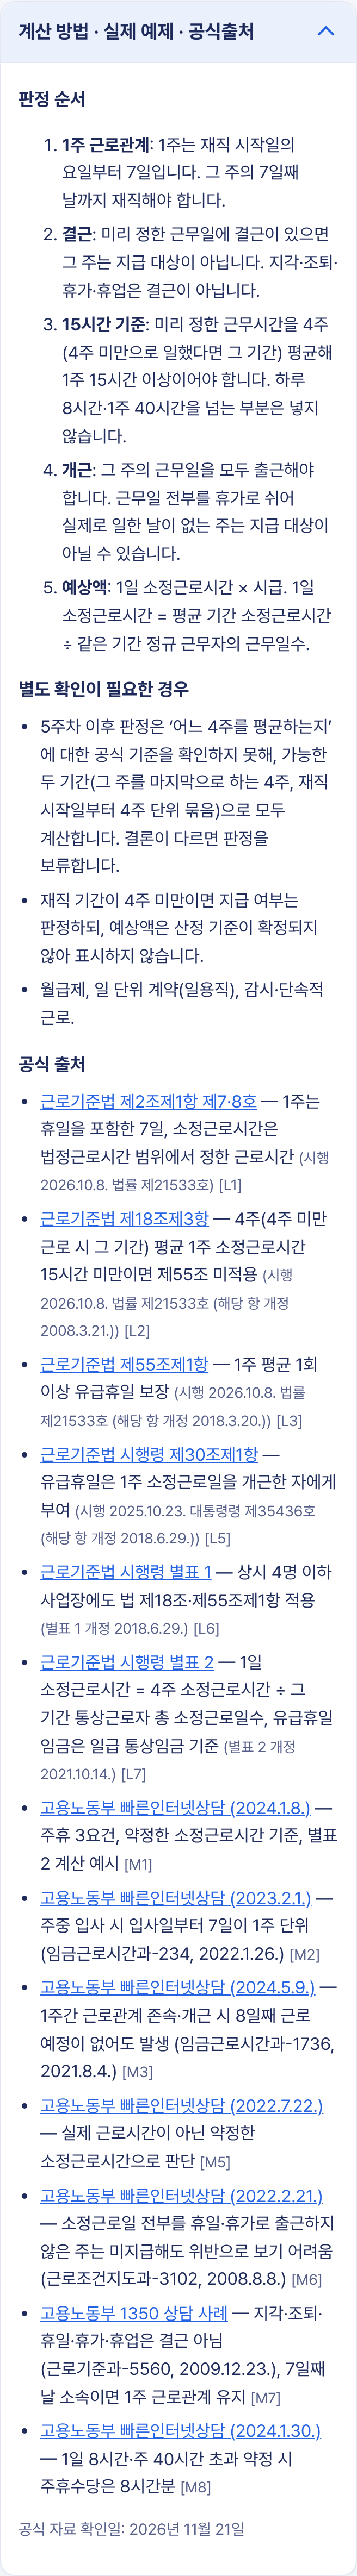 계산 방법 · 실제 예제 · 공식출처
판정 순서
1. 1주 근로관계: 1주는 재직 시작일의
요일부터 7일입니다. 그 주의 7일째
날까지 재직해야 합니다.
2. 결근: 미리 정한 근무일에 결근이 있으면
그 주는 지급 대상이 아닙니다. 지각·조퇴·
휴가·휴업은 결근이 아닙니다.
3. 15시간 기준: 미리 정한 근무시간을 4주
(4주 미만으로 일했다면 그 기간) 평균해
1주 15시간 이상이어야 합니다. 하루
8시간·1주 40시간을 넘는 부분은 넣지
않습니다.
4. 개근: 그 주의 근무일을 모두 출근해야
합니다. 근무일 전부를 휴가로 쉬어
실제로 일한 날이 없는 주는 지급 대상이
아닐 수 있습니다.
5. 예상액: 1일 소정근로시간 × 시급. 1일
소정근로시간 = 평균 기간 소정근로시간
÷ 같은 기간 정규 근무자의 근무일수.
별도 확인이 필요한 경우
• 5주차 이후 판정은 ‘어느 4주를 평균하는지’
에 대한 공식 기준을 확인하지 못해, 가능한
두 기간(그 주를 마지막으로 하는 4주, 재직
시작일부터 4주 단위 묶음)으로 모두
계산합니다. 결론이 다르면 판정을
보류합니다.
• 재직 기간이 4주 미만이면 지급 여부는
판정하되, 예상액은 산정 기준이 확정되지
않아 표시하지 않습니다.
• 월급제, 일 단위 계약(일용직), 감시·단속적
근로.
공식 출처
• 근로기준법 제2조제1항 제7·8호 — 1주는
휴일을 포함한 7일, 소정근로시간은
법정근로시간 범위에서 정한 근로시간 (시행
2026.10.8. 법률 제21533호) [L1]
• 근로기준법 제18조제3항 — 4주(4주 미만
근로 시 그 기간) 평균 1주 소정근로시간
15시간 미만이면 제55조 미적용 (시행
2026.10.8. 법률 제21533호 (해당 항 개정
2008.3.21.)) [L2]
• 근로기준법 제55조제1항 — 1주 평균 1회
이상 유급휴일 보장 (시행 2026.10.8. 법률
제21533호 (해당 항 개정 2018.3.20.)) [L3]
• 근로기준법 시행령 제30조제1항 —
유급휴일은 1주 소정근로일을 개근한 자에게
부여 (시행 2025.10.23. 대통령령 제35436호
(해당 항 개정 2018.6.29.)) [L5]
• 근로기준법 시행령 별표 1 — 상시 4명 이하
사업장에도 법 제18조·제55조제1항 적용
(별표 1 개정 2018.6.29.) [L6]
• 근로기준법 시행령 별표 2 — 1일
소정근로시간 = 4주 소정근로시간 ÷ 그
기간 통상근로자 총 소정근로일수, 유급휴일
임금은 일급 통상임금 기준 (별표 2 개정
2021.10.14.) [L7]
• 고용노동부 빠른인터넷상담 (2024.1.8.) —
주휴 3요건, 약정한 소정근로시간 기준, 별표
2 계산 예시 [M1]
• 고용노동부 빠른인터넷상담 (2023.2.1.) —
주중 입사 시 입사일부터 7일이 1주 단위
(임금근로시간과-234, 2022.1.26.) [M2]
• 고용노동부 빠른인터넷상담 (2024.5.9.) —
1주간 근로관계 존속·개근 시 8일째 근로
예정이 없어도 발생 (임금근로시간과-1736,
2021.8.4.) [M3]
• 고용노동부 빠른인터넷상담 (2022.7.22.)
— 실제 근로시간이 아닌 약정한
소정근로시간으로 판단 [M5]
• 고용노동부 빠른인터넷상담 (2022.2.21.)
— 소정근로일 전부를 휴일·휴가로 출근하지
않은 주는 미지급해도 위반으로 보기 어려움
(근로조건지도과-3102, 2008.8.8.) [M6]
• 고용노동부 1350 상담 사례 — 지각·조퇴·
휴일·휴가·휴업은 결근 아님
(근로기준과-5560, 2009.12.23.), 7일째
날 소속이면 1주 근로관계 유지 [M7]
• 고용노동부 빠른인터넷상담 (2024.1.30.)
— 1일 8시간·주 40시간 초과 약정 시
주휴수당은 8시간분 [M8]
공식 자료 확인일: 2026년 11월 21일